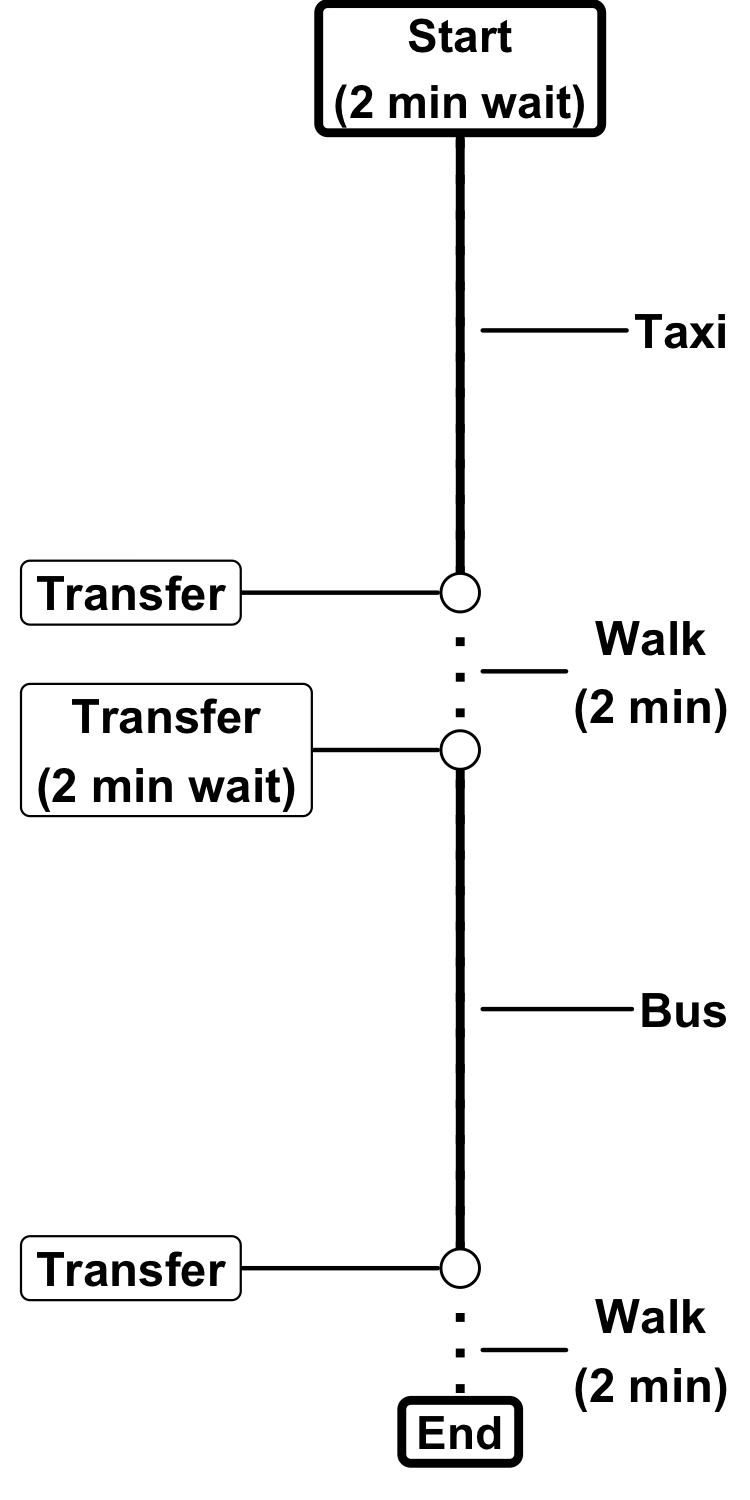 Start
(2 min wait)
Taxi
Transfer
Walk
(2 min)
Transfer
(2 min wait)
Bus
Transfer
Walk
(2 min)
End